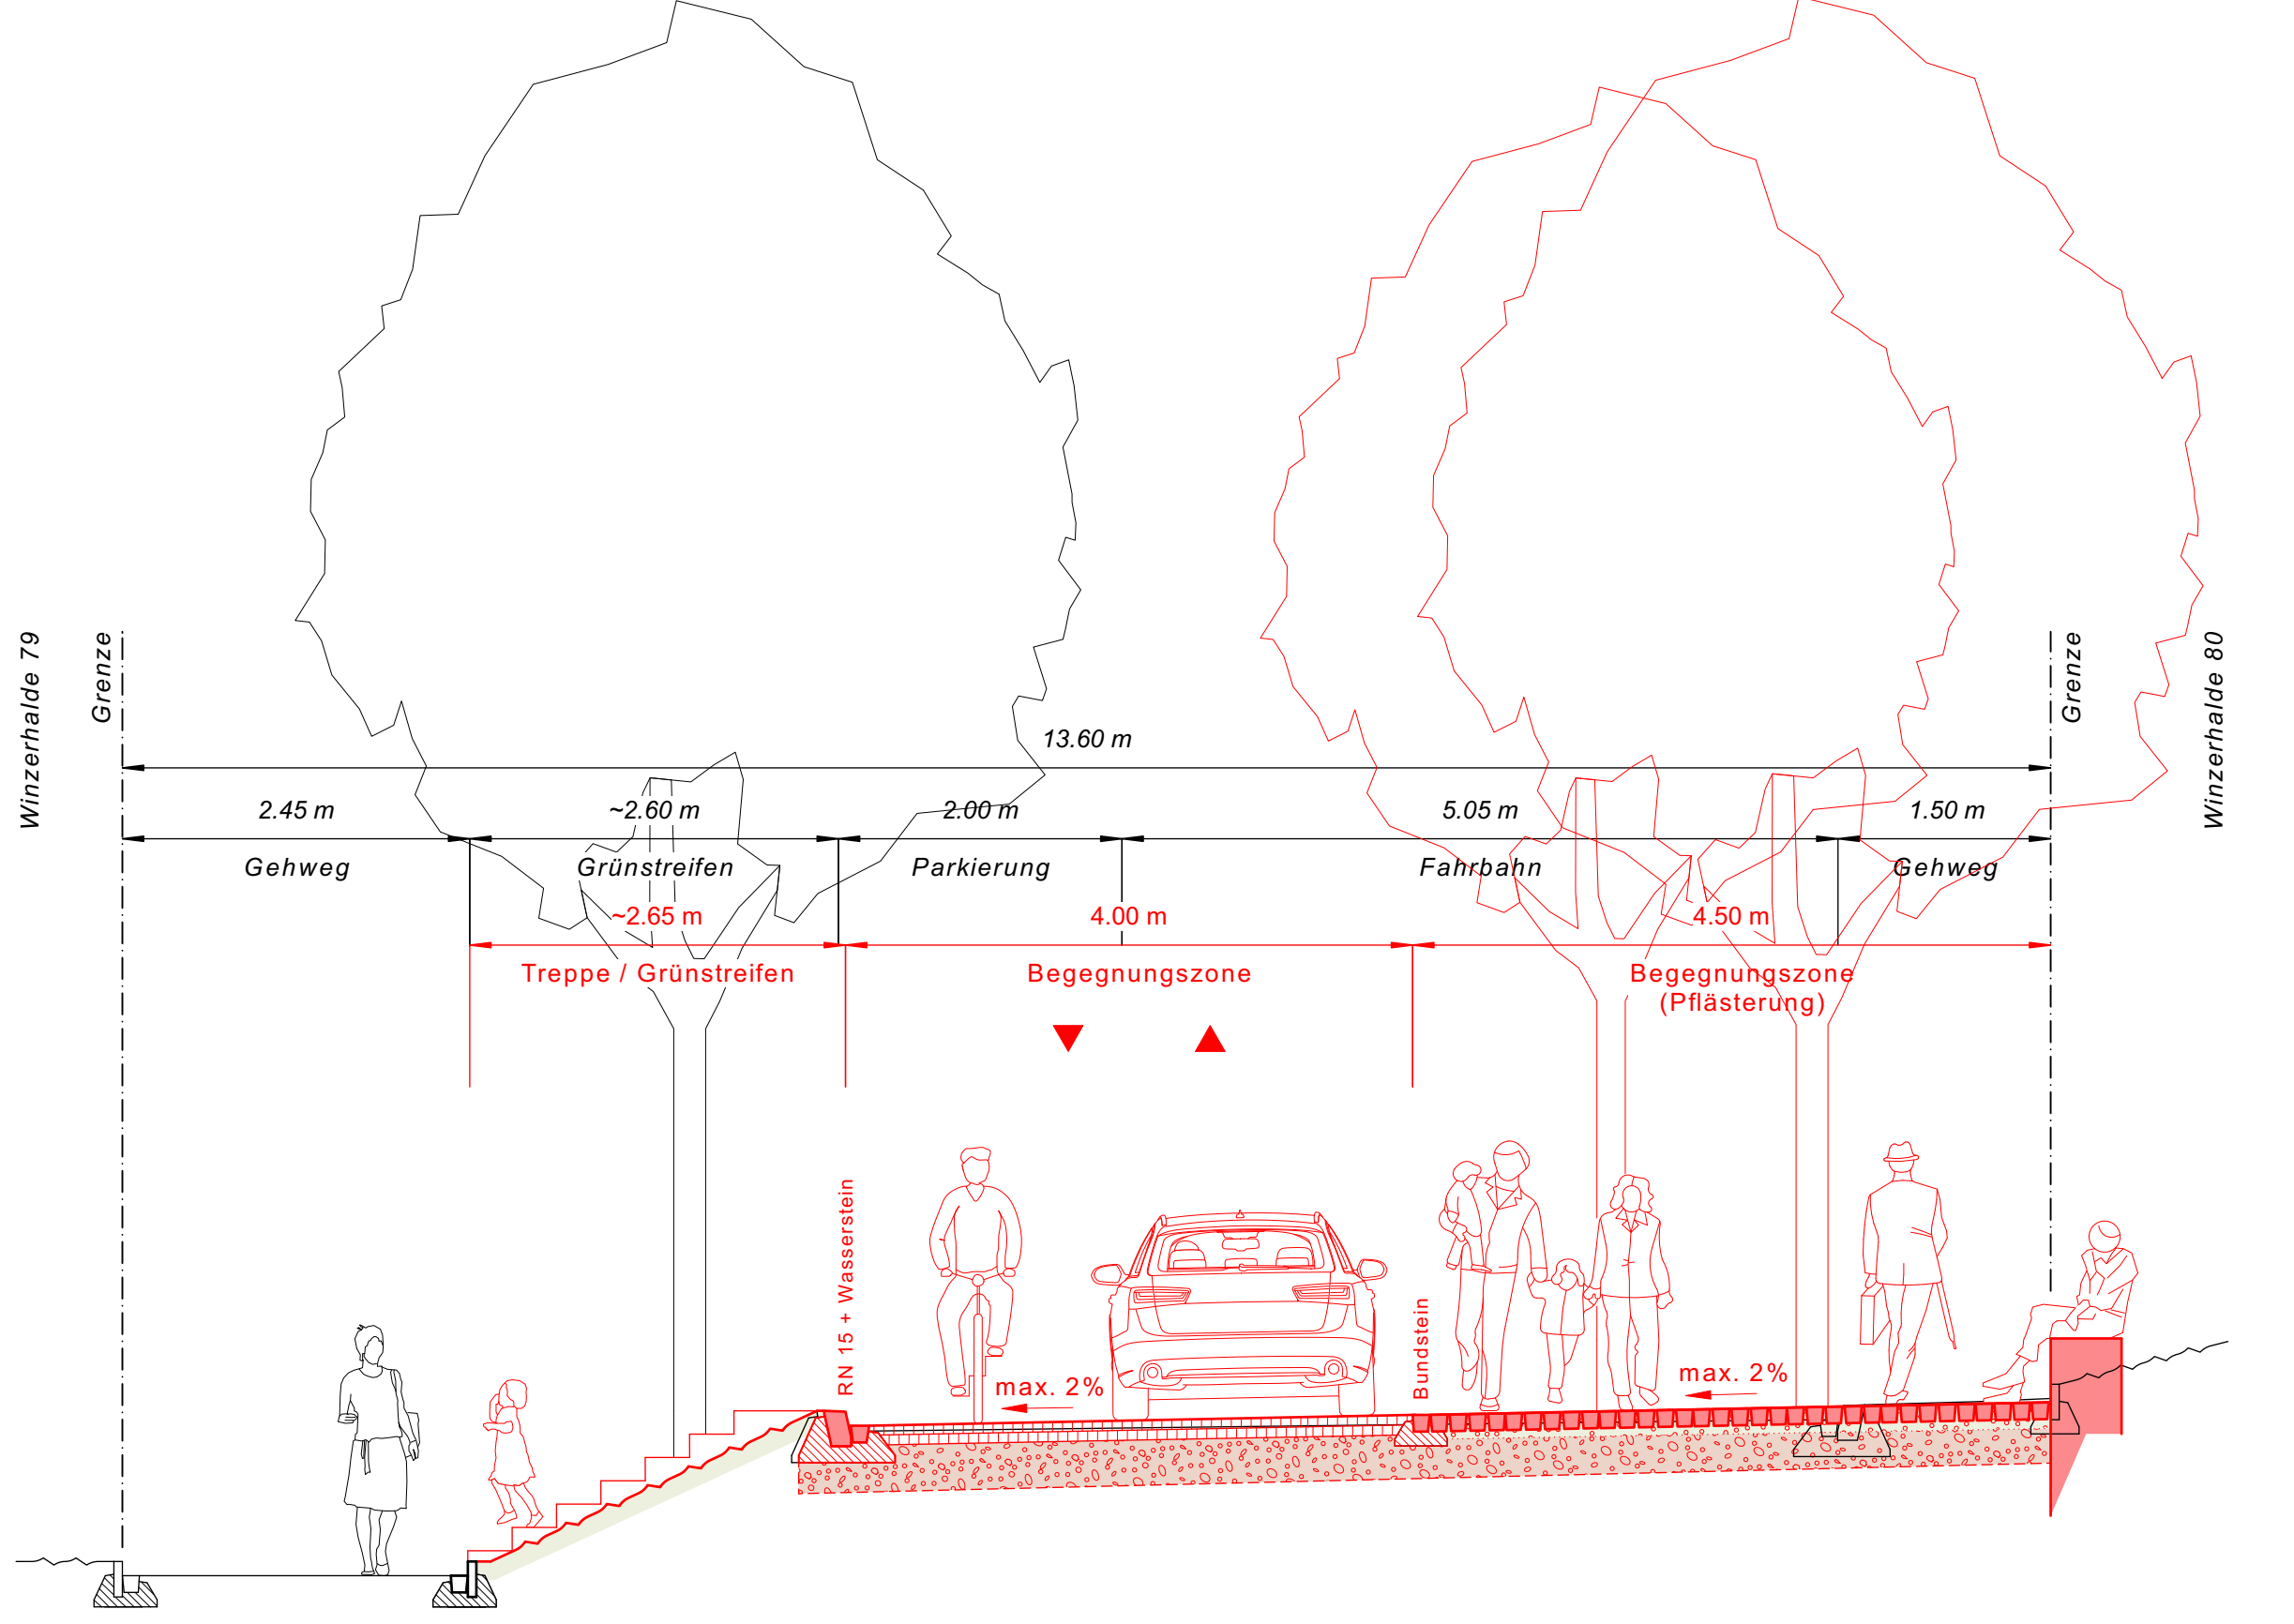 Winzerhalde 79
Grenze
Grenze
Winzerhalde 80
13.60 m
2.45 m
~2.60 m
2.00 m
5.05 m
1.50 m
Gehweg
Grünstreifen
Parkierung
Fahrbahn
Gehweg
~2.65 m
4.00 m
4.50 m
Treppe / Grünstreifen
Begegnungszone
Begegnungszone
(Pflästerung)
RN 15 + Wasserstein
Bundstein
max. 2%
max. 2%